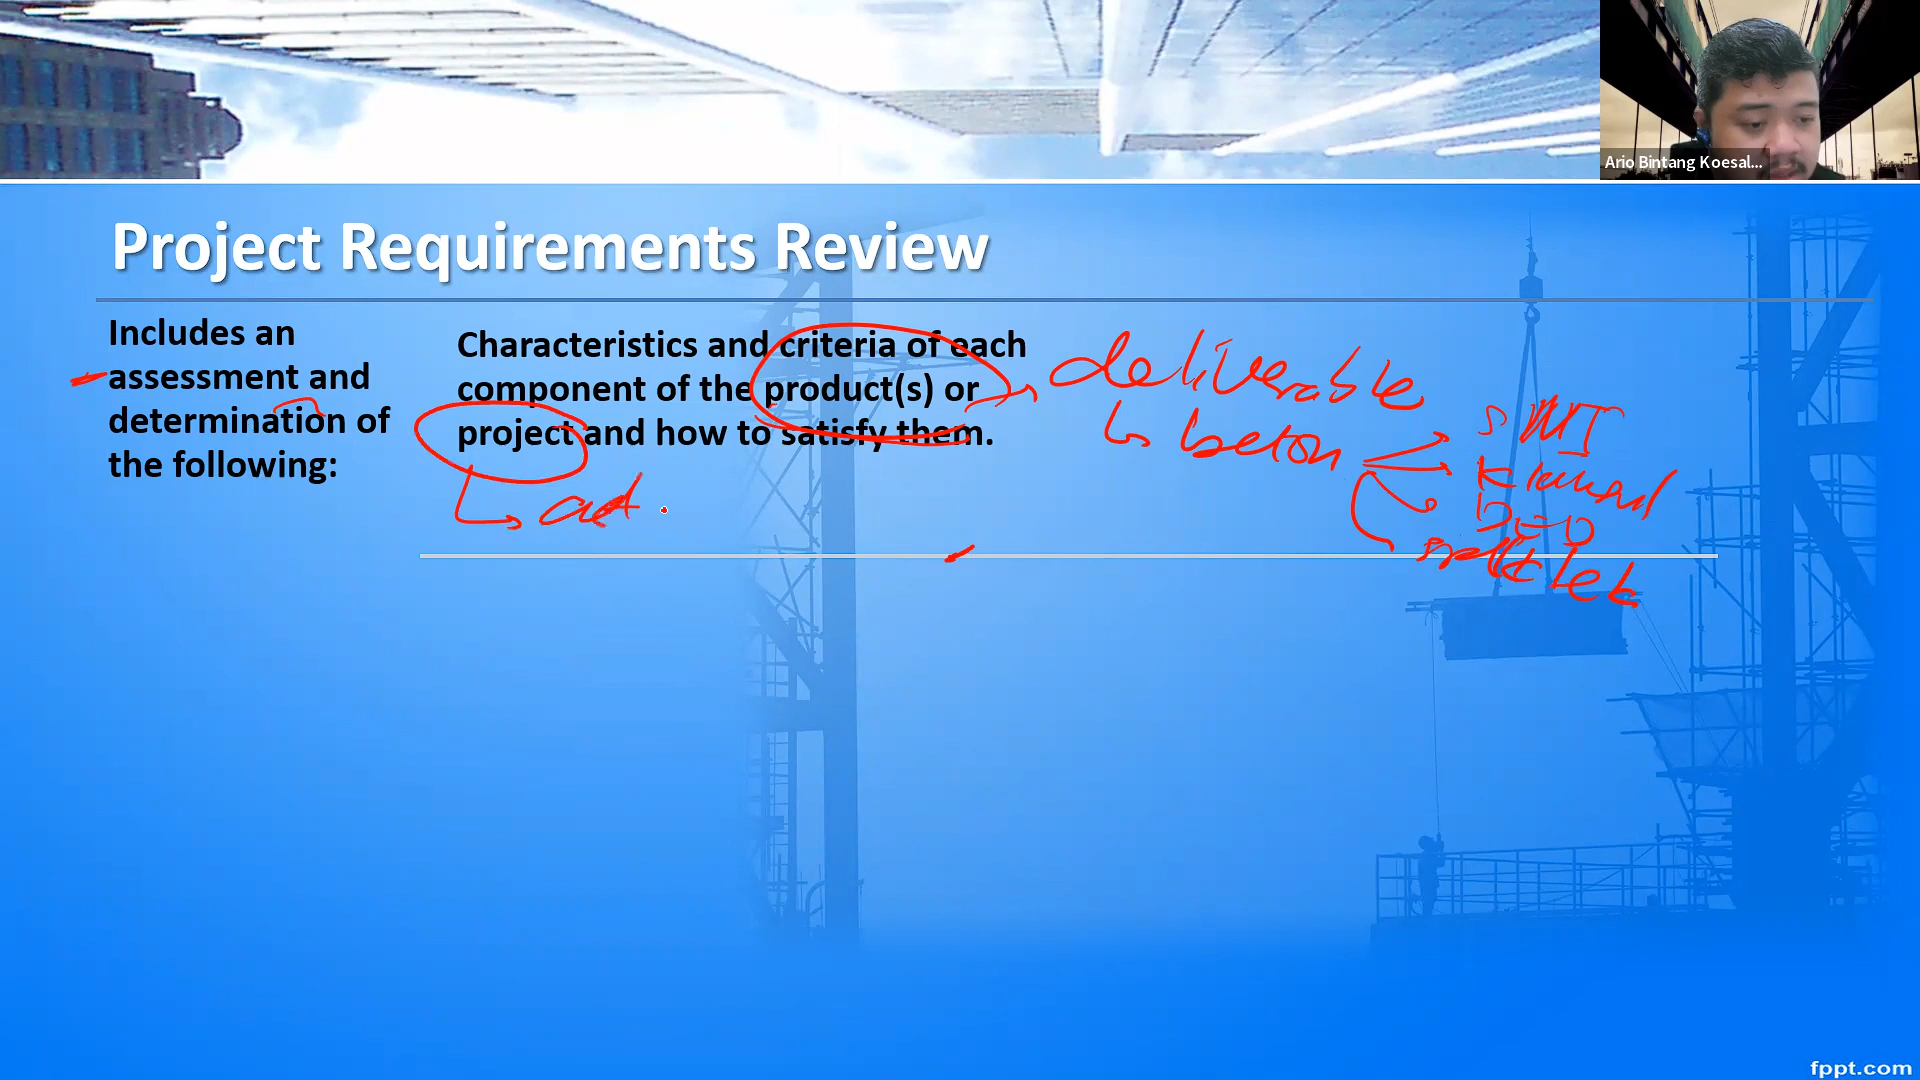 Ario Bintang Koesal...
Project Requirements Review
Includes an
assessment and
determination of
the following:
Characteristics and criteria of each
component of the product(s) or
project and how to satisfy them.
deliverable
beton
fppt.com